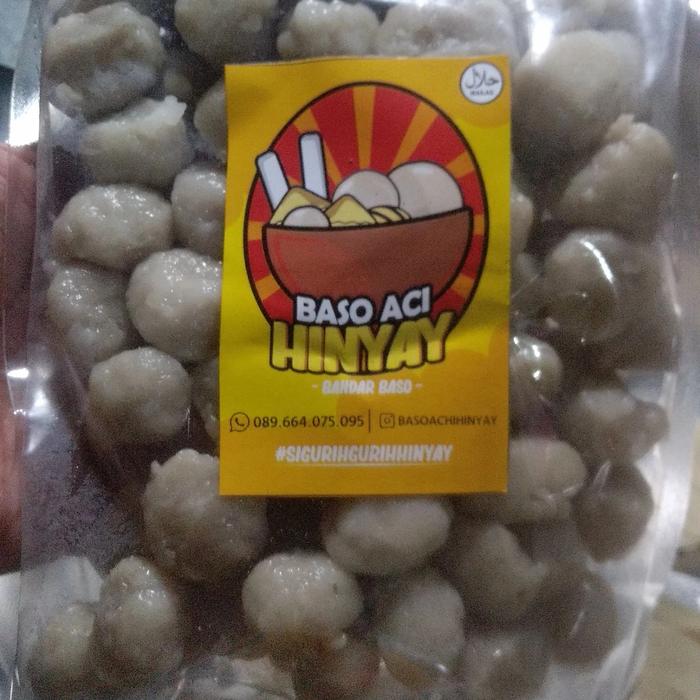 حلال
HALAL
BASO ACI
HINYAY
- BANDAR BASO -
089.664.075.095 | BASOACHIHINYAY
#SIGURIHGURIHHINYAY